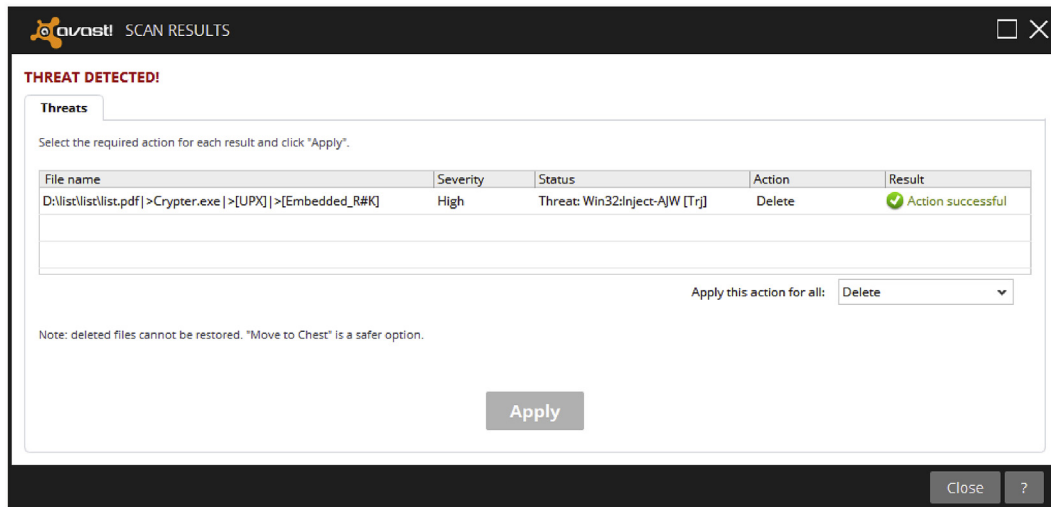 avast! SCAN RESULTS
THREAT DETECTED!
Threats
Select the required action for each result and click "Apply".
File name Severity Status Action Result
D:\list\list\list.pdf|>Crypter.exe|>[UPX]|>[Embedded_R#K] High Threat: Win32:Inject-AJW [Trj] Delete Action successful
Apply this action for all: Delete
Note: deleted files cannot be restored. "Move to Chest" is a safer option.
Apply
Close ?